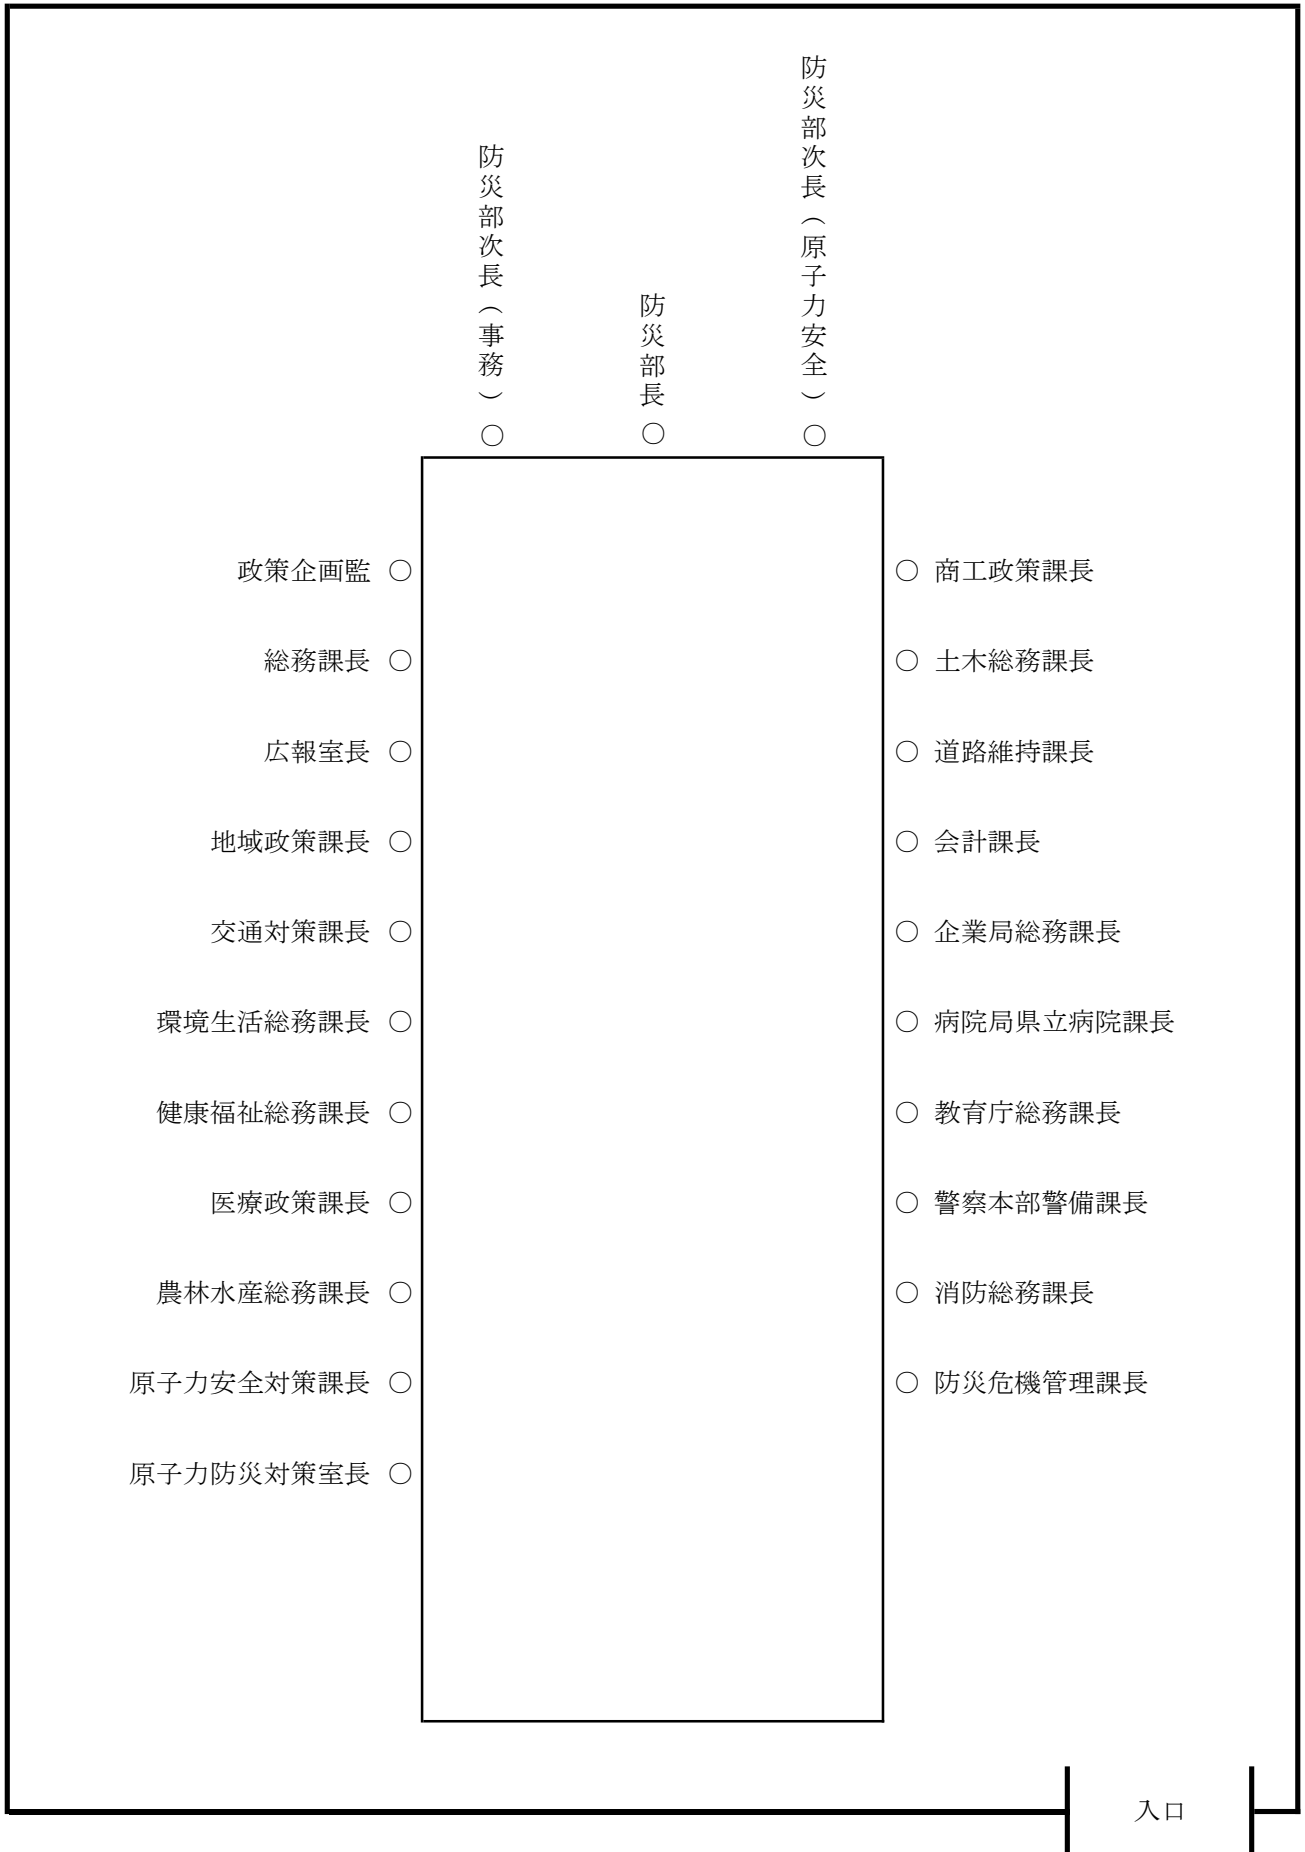 防災部次長（原子力安全）○
防災部長○
防災部次長（事務）○
政策企画監 ○
総務課長 ○
広報室長 ○
地域政策課長 ○
交通対策課長 ○
環境生活総務課長 ○
健康福祉総務課長 ○
医療政策課長 ○
農林水産総務課長 ○
原子力安全対策課長 ○
原子力防災対策室長 ○
○ 商工政策課長
○ 土木総務課長
○ 道路維持課長
○ 会計課長
○ 企業局総務課長
○ 病院局県立病院課長
○ 教育庁総務課長
○ 警察本部警備課長
○ 消防総務課長
○ 防災危機管理課長
入口